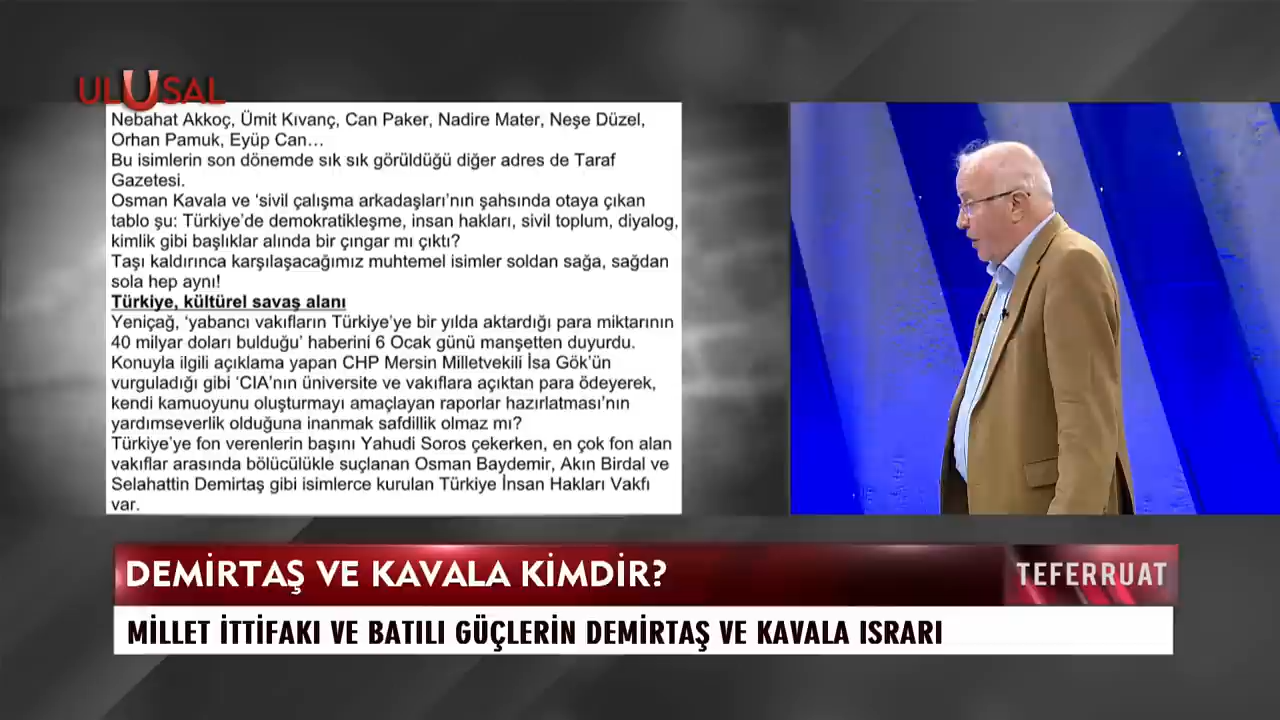 ULUSAL
Nebahat Akkoç, Ümit Kıvanç, Can Paker, Nadire Mater, Neşe Düzel,
Orhan Pamuk, Eyüp Can…
Bu isimlerin son dönemde sık sık görüldüğü diğer adres de Taraf
Gazetesi.
Osman Kavala ve ‘sivil çalışma arkadaşları’nın şahsında otaya çıkan
tablo şu: Türkiye’de demokratikleşme, insan hakları, sivil toplum, diyalog,
kimlik gibi başlıklar alında bir çıngar mı çıktı?
Taşı kaldırınca karşılaşacağımız muhtemel isimler soldan sağa, sağdan
sola hep aynı!
Türkiye, kültürel savaş alanı
Yeniçağ, ‘yabancı vakıfların Türkiye’ye bir yılda aktardığı para miktarının
40 milyar doları bulduğu’ haberini 6 Ocak günü manşetten duyurdu.
Konuyla ilgili açıklama yapan CHP Mersin Milletvekili İsa Gök’ün
vurguladığı gibi ‘CIA’nın üniversite ve vakıflara açıktan para ödeyerek,
kendi kamuoyunu oluşturmayı amaçlayan raporlar hazırlatması’nın
yardımseverlik olduğuna inanmak safdillik olmaz mı?
Türkiye’ye fon verenlerin başını Yahudi Soros çekerken, en çok fon alan
vakıflar arasında bölücülükle suçlanan Osman Baydemir, Akın Birdal ve
Selahattin Demirtaş gibi isimlerce kurulan Türkiye İnsan Hakları Vakfı
var.
DEMİRTAŞ VE KAVALA KİMDİR?
TEFERRUAT
MİLLET İTTİFAKI VE BATILI GÜÇLERİN DEMİRTAŞ VE KAVALA ISRARI